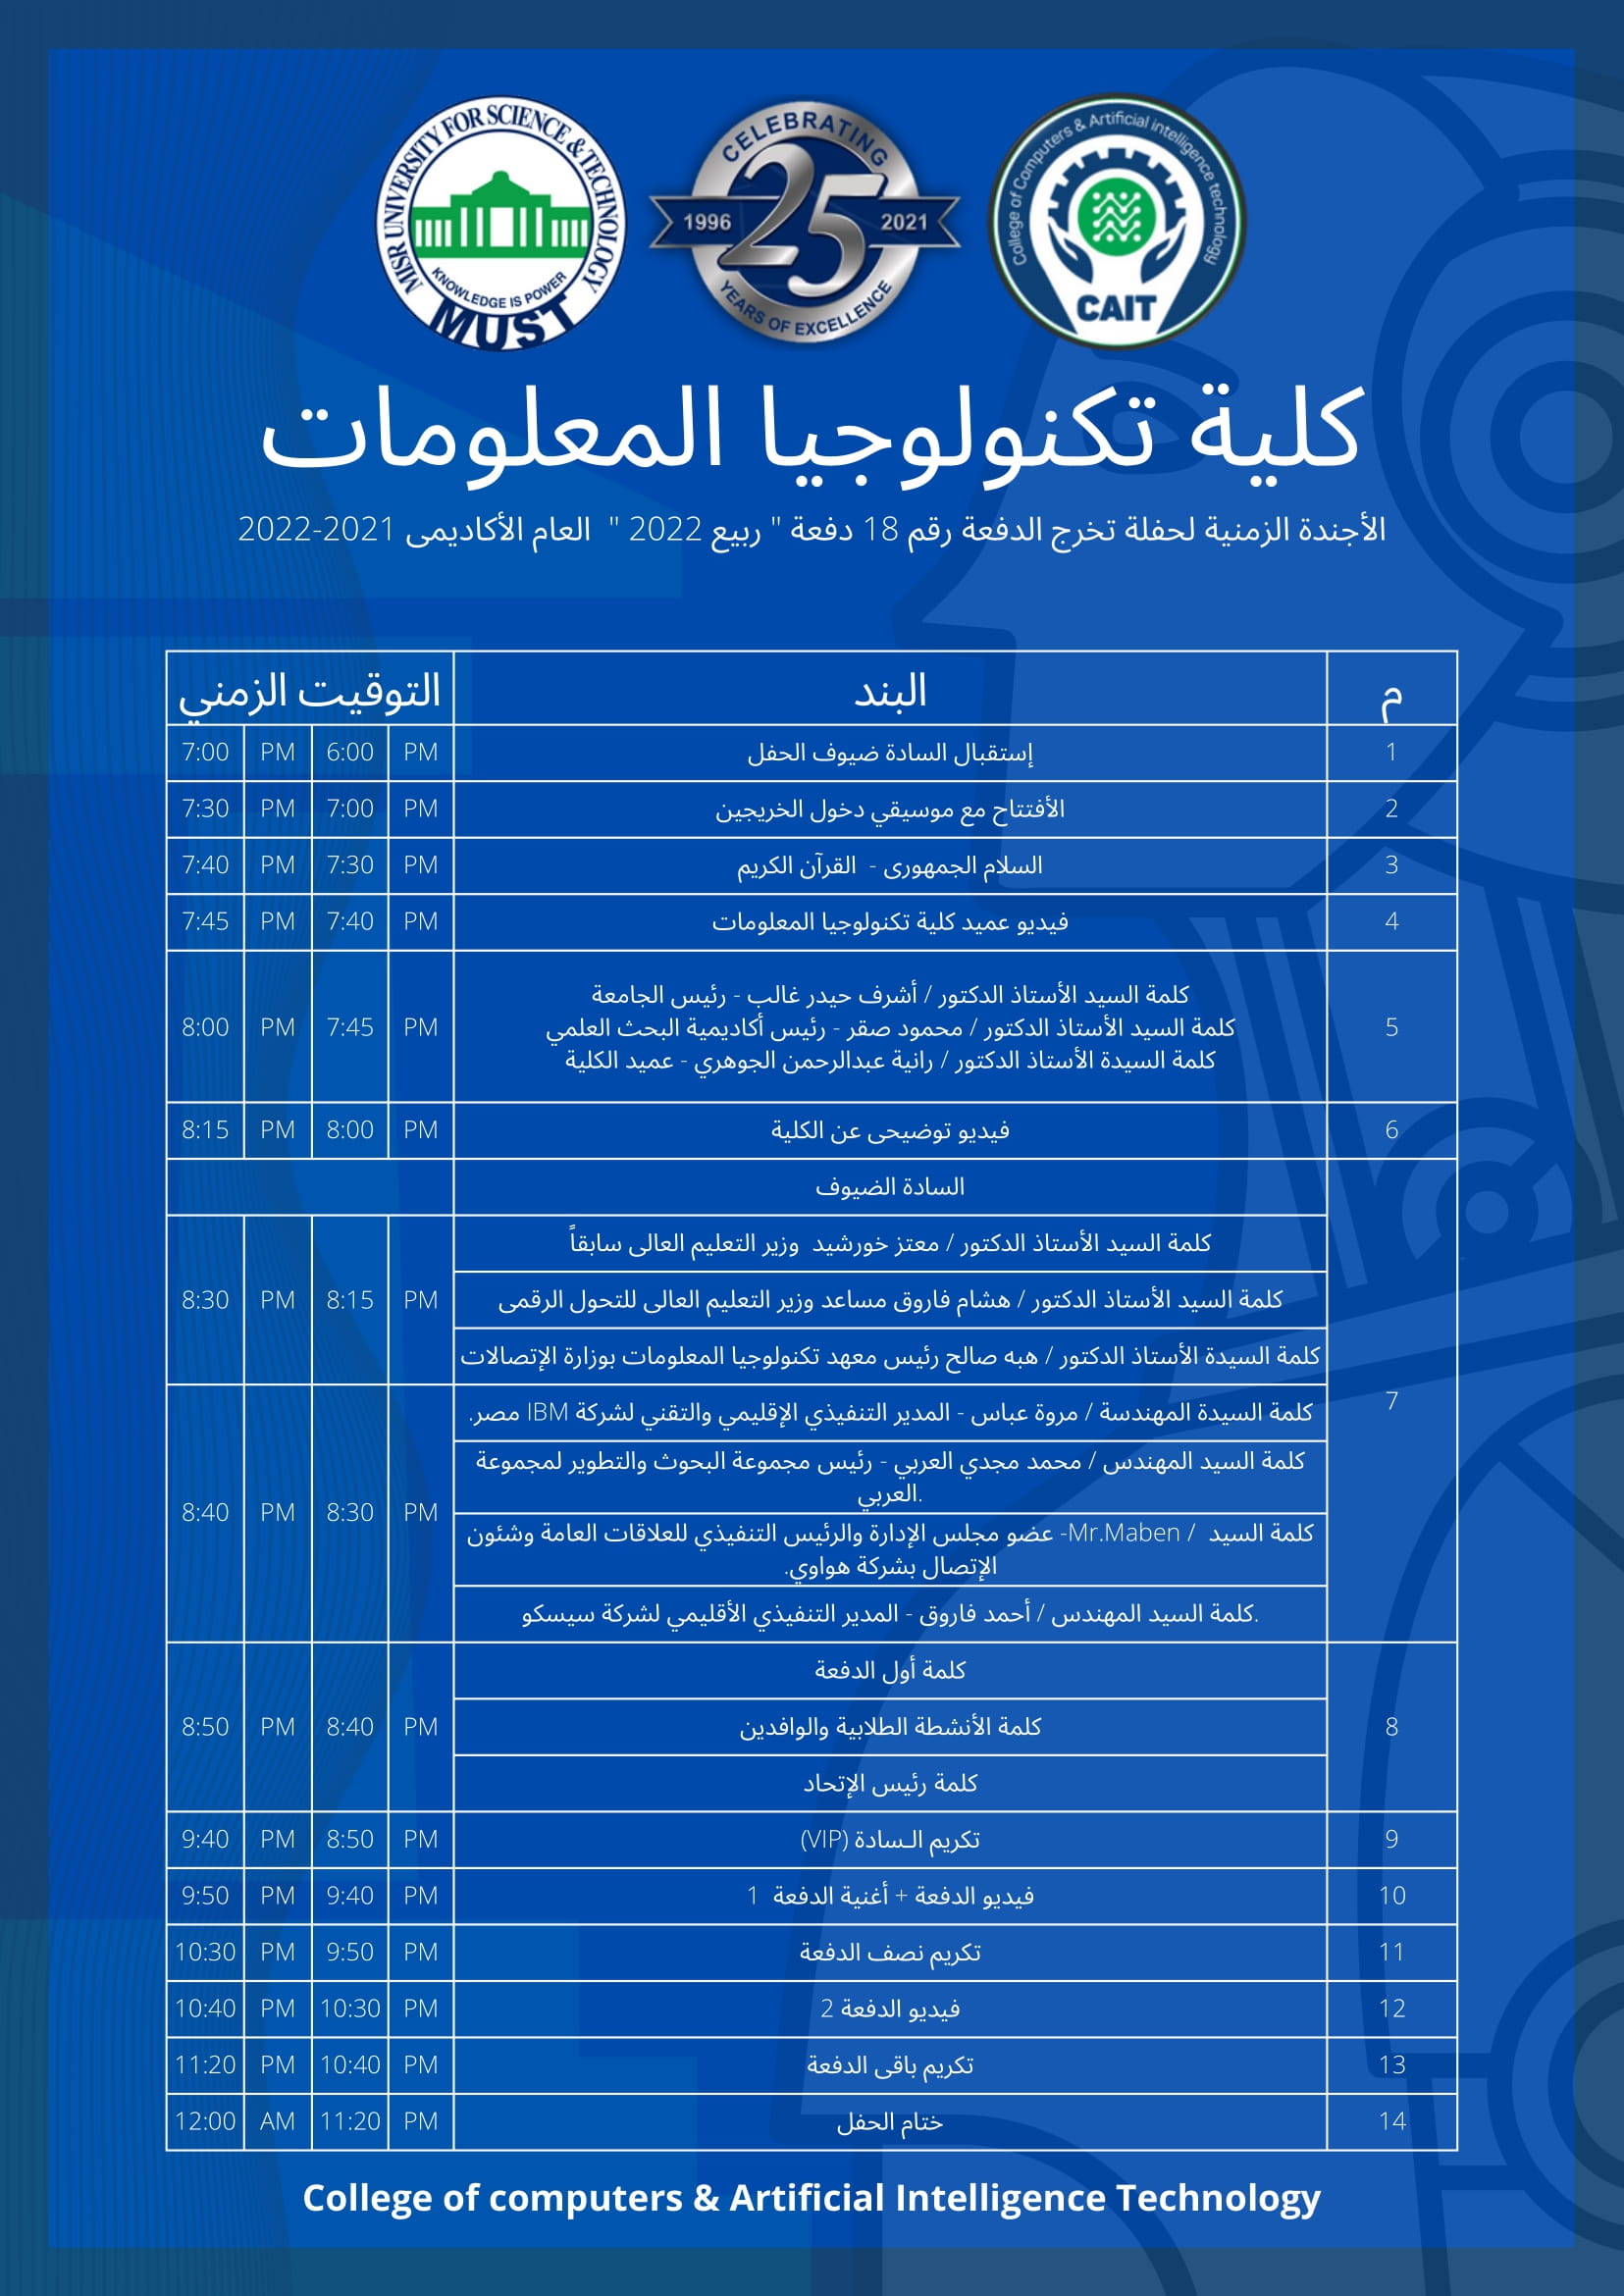 MISR UNIVERSITY FOR SCIENCE & TECHNOLOGY
KNOWLEDGE IS POWER
MUST
CELEBRATING
1996 25 2021
YEARS OF EXCELLENCE
College of Computers & Artificial intelligence technology
CAIT
كلية تكنولوجيا المعلومات
الأجندة الزمنية لحفلة تخرج الدفعة رقم 18 دفعة " ربيع 2022 " العام الأكاديمى 2021-2022
م البند التوقيت الزمني
1 إستقبال السادة ضيوف الحفل PM 6:00 PM 7:00
2 الأفتتاح مع موسيقي دخول الخريجين PM 7:00 PM 7:30
3 السلام الجمهورى - القرآن الكريم PM 7:30 PM 7:40
4 فيديو عميد كلية تكنولوجيا المعلومات PM 7:40 PM 7:45
كلمة السيد الأستاذ الدكتور / أشرف حيدر غالب - رئيس الجامعة
5 كلمة السيد الأستاذ الدكتور / محمود صقر - رئيس أكاديمية البحث العلمي PM 7:45 PM 8:00
كلمة السيدة الأستاذ الدكتور / رانية عبدالرحمن الجوهري - عميد الكلية
6 فيديو توضيحى عن الكلية PM 8:00 PM 8:15
السادة الضيوف
كلمة السيد الأستاذ الدكتور / معتز خورشيد وزير التعليم العالى سابقاً
كلمة السيد الأستاذ الدكتور / هشام فاروق مساعد وزير التعليم العالى للتحول الرقمى PM 8:15 PM 8:30
كلمة السيدة الأستاذ الدكتور / هبه صالح رئيس معهد تكنولوجيا المعلومات بوزارة الإتصالات
7
كلمة السيدة المهندسة / مروة عباس - المدير التنفيذي الإقليمي والتقني لشركة IBM مصر.
كلمة السيد المهندس / محمد مجدي العربي - رئيس مجموعة البحوث والتطوير لمجموعة
العربي.
PM 8:30 PM 8:40
كلمة السيد / Mr.Maben- عضو مجلس الإدارة والرئيس التنفيذي للعلاقات العامة وشئون
الإتصال بشركة هواوي.
.كلمة السيد المهندس / أحمد فاروق - المدير التنفيذي الأقليمي لشركة سيسكو
كلمة أول الدفعة
8 كلمة الأنشطة الطلابية والوافدين PM 8:40 PM 8:50
كلمة رئيس الإتحاد
9 تكريم الـسادة (VIP) PM 8:50 PM 9:40
10 فيديو الدفعة + أغنية الدفعة 1 PM 9:40 PM 9:50
11 تكريم نصف الدفعة PM 9:50 PM 10:30
12 فيديو الدفعة 2 PM 10:30 PM 10:40
13 تكريم باقى الدفعة PM 10:40 PM 11:20
14 ختام الحفل PM 11:20 AM 12:00
College of computers & Artificial Intelligence Technology